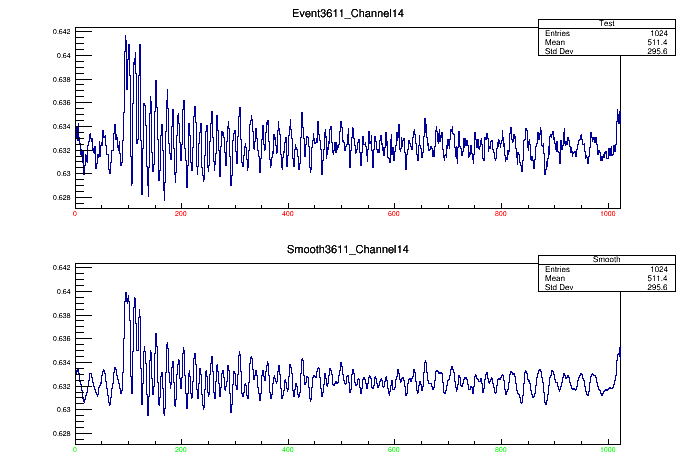 Event3611_Channel14
Test
Entries 1024
Mean 511.4
Std Dev 295.6
0.642
0.64
0.638
0.636
0.634
0.632
0.63
0.628
0 200 400 600 800 1000
Smooth3611_Channel14
Smooth
Entries 1024
Mean 511.4
Std Dev 295.6
0.642
0.64
0.638
0.636
0.634
0.632
0.63
0.628
0 200 400 600 800 1000